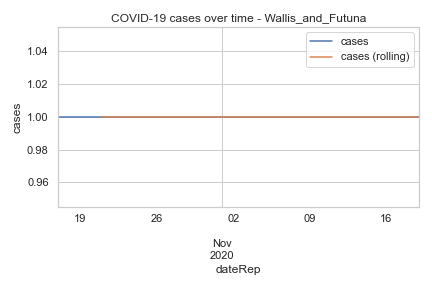 COVID-19 cases over time - Wallis_and_Futuna
cases
cases (rolling)
1.04
1.02
1.00
0.98
0.96
cases
19 26 02 09 16
Nov
2020
dateRep